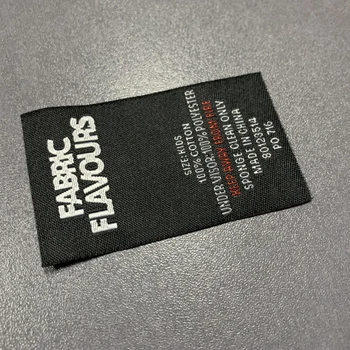 FABRIC
FLAVOURS
SIZE: KIDS
100% COTTON
UNDER VISOR: 100% POLYESTER
KEEP AWAY FROM FIRE
SPONGE CLEAN ONLY
MADE IN CHINA
80123514
PO 716